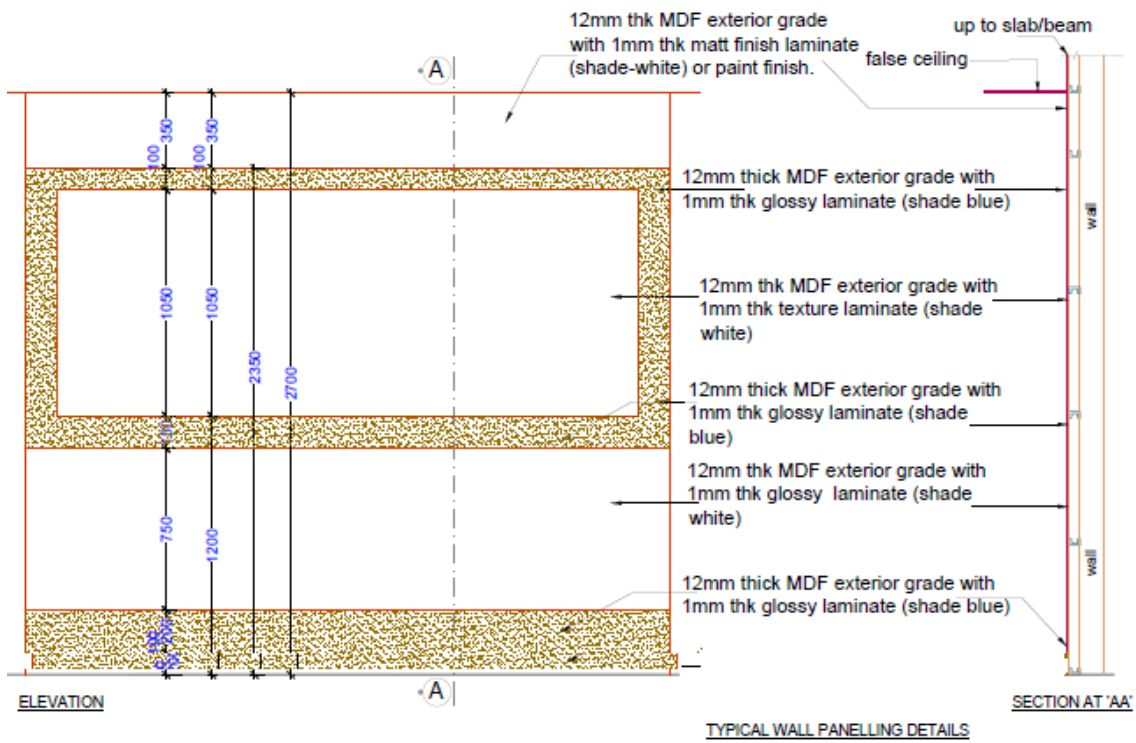 12mm thk MDF exterior grade
with 1mm thk matt finish laminate
(shade-white) or paint finish.
up to slab/beam
false ceiling
A
350
350
100
100
12mm thick MDF exterior grade with
1mm thk glossy laminate (shade blue)
wall
1050
1050
2350
2700
12mm thk MDF exterior grade with
1mm thk texture laminate (shade
white)
12mm thick MDF exterior grade with
1mm thk glossy laminate (shade
blue)
12mm thk MDF exterior grade with
1mm thk glossy laminate (shade
white)
750
1200
wall
12mm thick MDF exterior grade with
1mm thk glossy laminate (shade blue)
200
100
A
ELEVATION
SECTION AT 'AA'
TYPICAL WALL PANELLING DETAILS